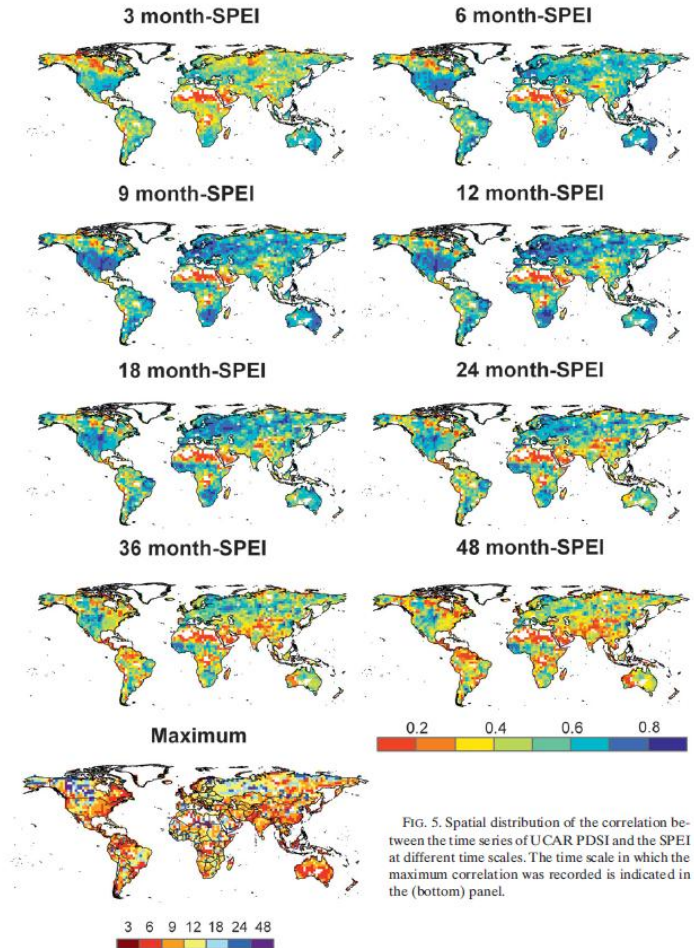 3 month-SPEI
6 month-SPEI
9 month-SPEI
12 month-SPEI
18 month-SPEI
24 month-SPEI
36 month-SPEI
48 month-SPEI
Maximum
0.2 0.4 0.6 0.8
FIG. 5. Spatial distribution of the correlation be-
tween the time series of UCAR PDSI and the SPEI
at different time scales. The time scale in which the
maximum correlation was recorded is indicated in
the (bottom) panel.
3 6 9 12 18 24 48